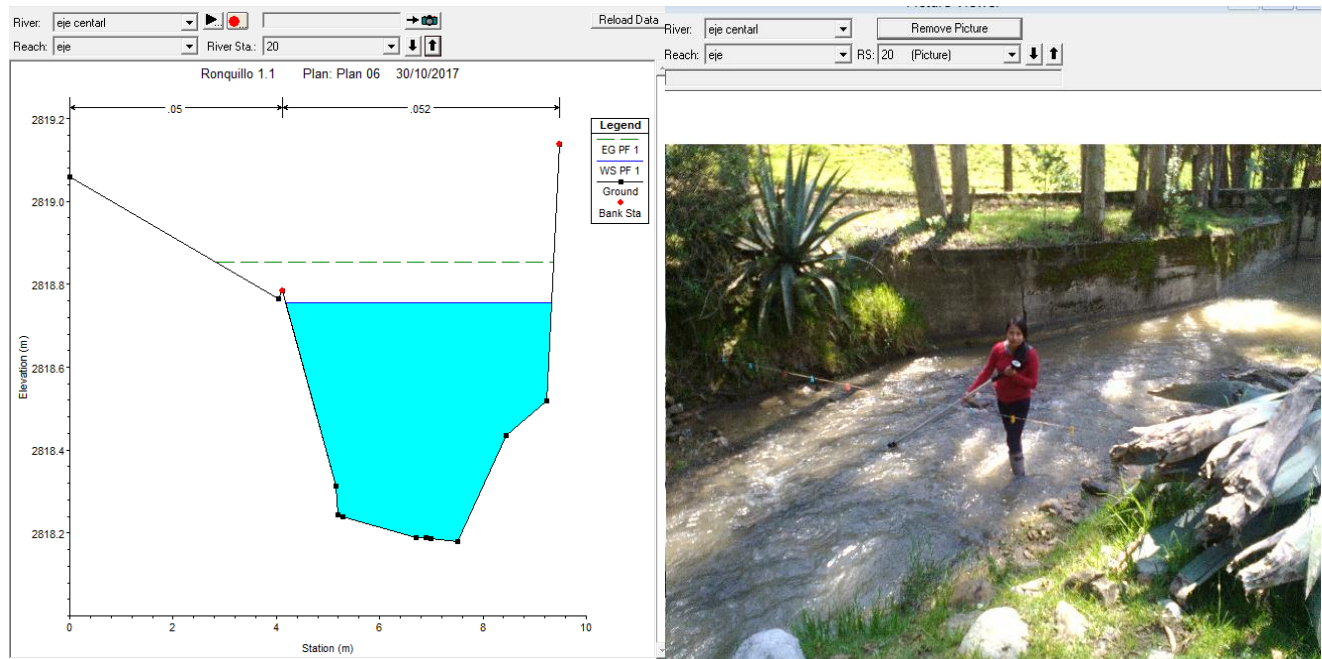 River: eje centarl
Reload Data
Reach: eje River Sta.: 20
Ronquillo 1.1 Plan: Plan 06 30/10/2017
.05 .052
Legend
EG PF 1
WS PF 1
Ground
Bank Sta
Elevation (m)
2819.2
2819.0
2818.8
2818.6
2818.4
2818.2
0 2 4 6 8 10
Station (m)
River: eje centarl Remove Picture
Reach: eje RS: 20 (Picture)